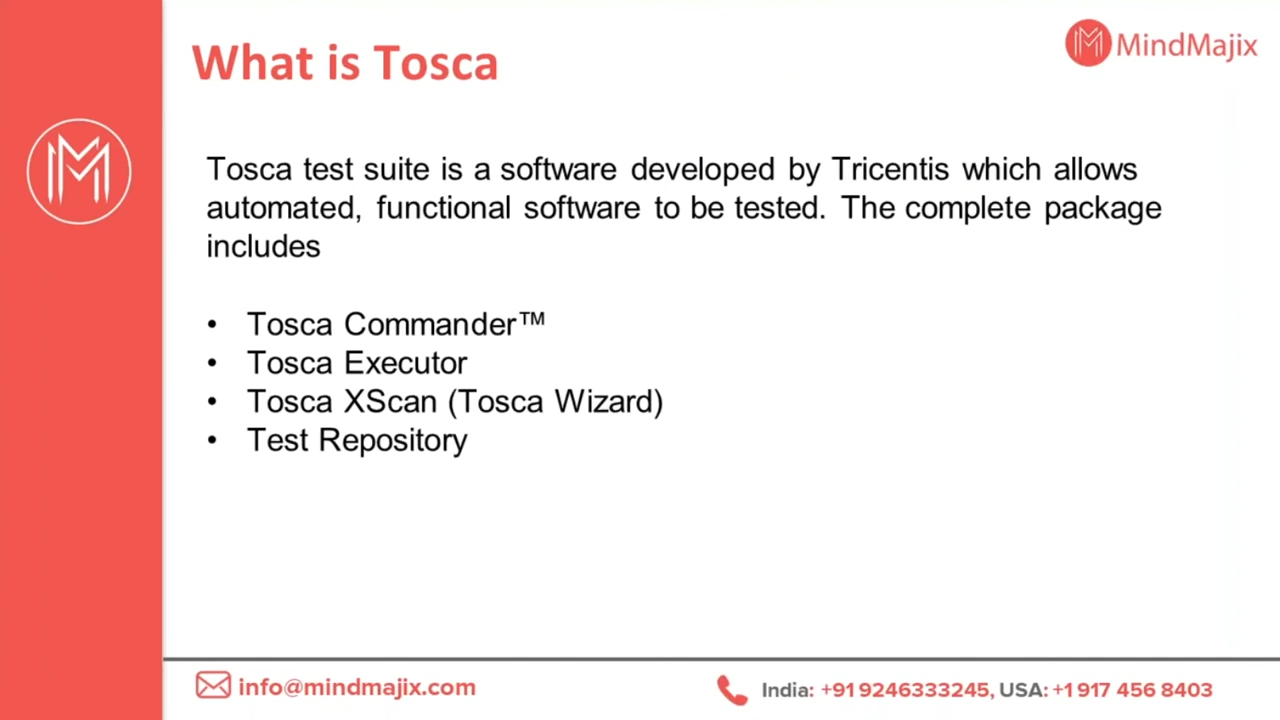 What is Tosca
MindMajix
Tosca test suite is a software developed by Tricentis which allows
automated, functional software to be tested. The complete package
includes
• Tosca Commander™
• Tosca Executor
• Tosca XScan (Tosca Wizard)
• Test Repository
info@mindmajix.com
India: +91 9246333245, USA: +1 917 456 8403